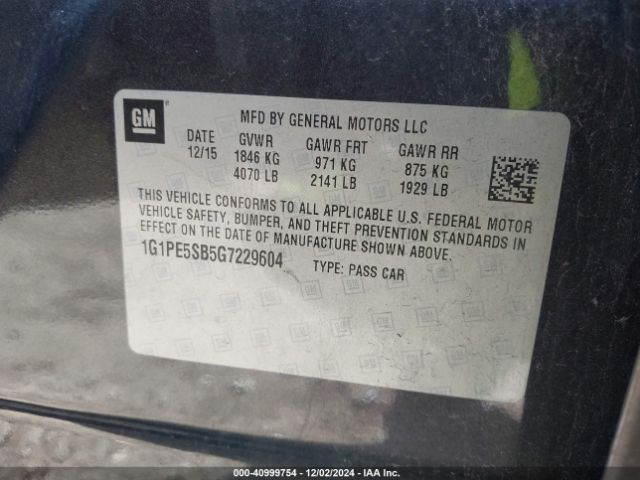 GM
MFD BY GENERAL MOTORS LLC
DATE GVWR GAWR FRT GAWR RR
12/15 1846 KG 971 KG 875 KG
4070 LB 2141 LB 1929 LB
THIS VEHICLE CONFORMS TO ALL APPLICABLE U.S. FEDERAL MOTOR
VEHICLE SAFETY, BUMPER, AND THEFT PREVENTION STANDARDS IN
EFFECT ON THE DATE OF MANUFACTURE SHOWN ABOVE.
1G1PE5SB5G7229604 TYPE: PASS CAR
000-40999754 - 12/02/2024 - IAA Inc.